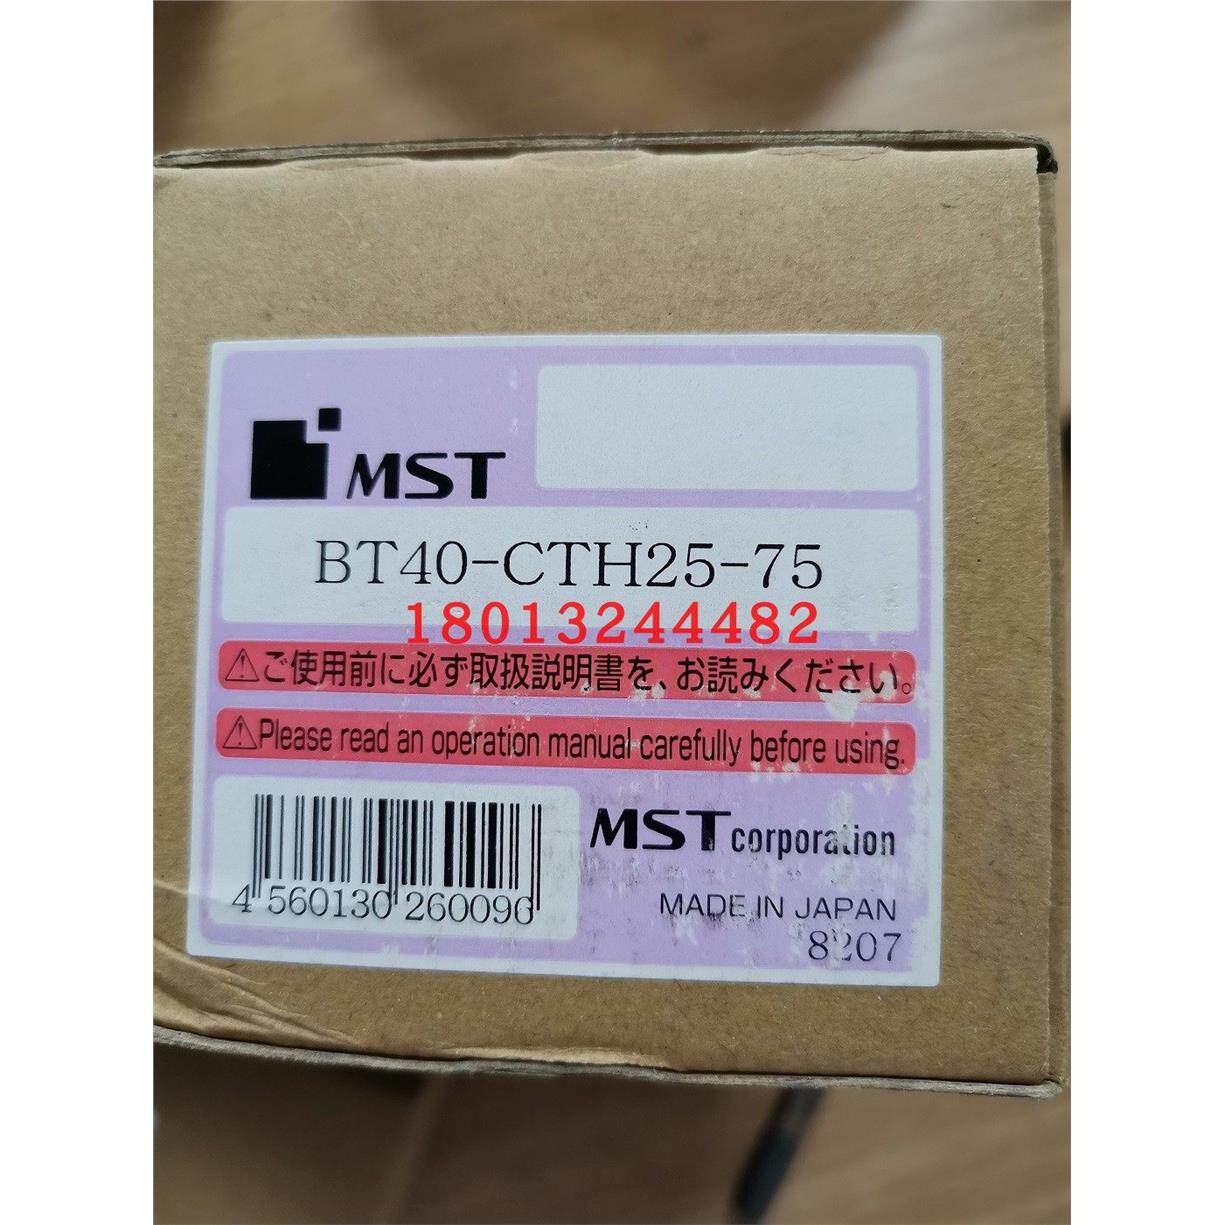 MST
BT40-CTH25-75
18013244482
⚠ご使用前に必ず取扱説明書を、お読みください。
⚠Please read an operation manual carefully before using.
4 560130 260090
MST corporation
MADE IN JAPAN
8207